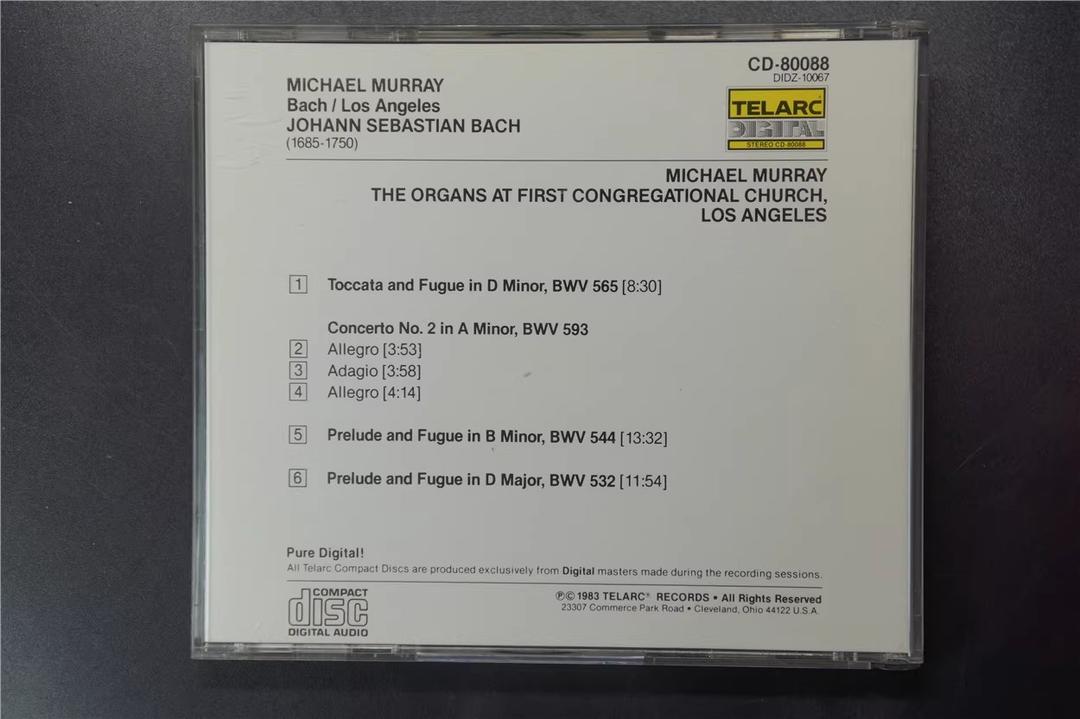 MICHAEL MURRAY
Bach / Los Angeles
JOHANN SEBASTIAN BACH
(1685-1750)
CD-80088
DIDZ-10067
TELARC®
DIGITAL
STEREO CD-80088
MICHAEL MURRAY
THE ORGANS AT FIRST CONGREGATIONAL CHURCH,
LOS ANGELES
1 Toccata and Fugue in D Minor, BWV 565 [8:30]
Concerto No. 2 in A Minor, BWV 593
2 Allegro [3:53]
3 Adagio [3:58]
4 Allegro [4:14]
5 Prelude and Fugue in B Minor, BWV 544 [13:32]
6 Prelude and Fugue in D Major, BWV 532 [11:54]
Pure Digital!
All Telarc Compact Discs are produced exclusively from Digital masters made during the recording sessions.
COMPACT
disc
DIGITAL AUDIO
℗© 1983 TELARC® RECORDS • All Rights Reserved
23307 Commerce Park Road • Cleveland, Ohio 44122 U.S.A.